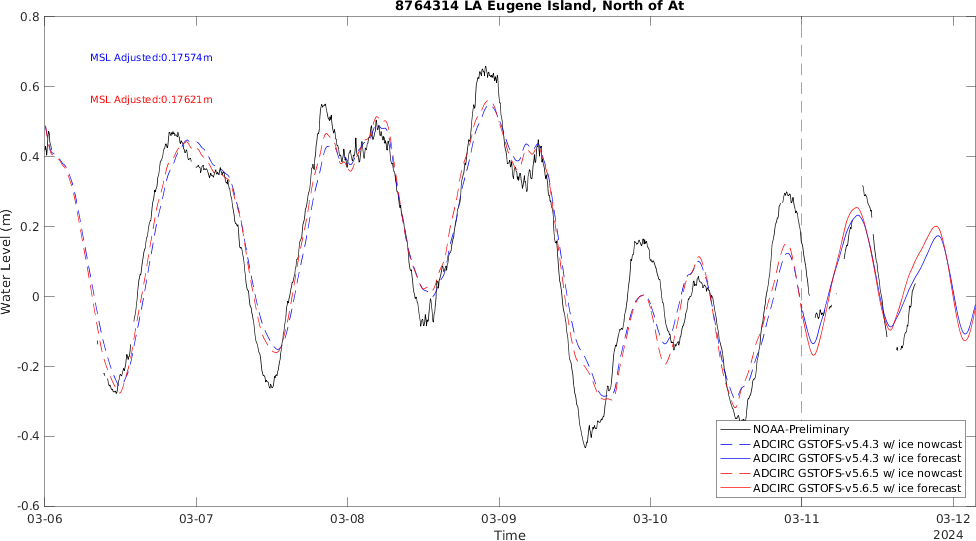 8764314 LA Eugene Island, North of At
MSL Adjusted:0.17574m
MSL Adjusted:0.17621m
Water Level (m)
0.8
0.6
0.4
0.2
0
-0.2
-0.4
-0.6
03-06
03-07
03-08
03-09
03-10
03-11
03-12
2024
Time
NOAA-Preliminary
ADCIRC GSTOFS-v5.4.3 w/ ice nowcast
ADCIRC GSTOFS-v5.4.3 w/ ice forecast
ADCIRC GSTOFS-v5.6.5 w/ ice nowcast
ADCIRC GSTOFS-v5.6.5 w/ ice forecast